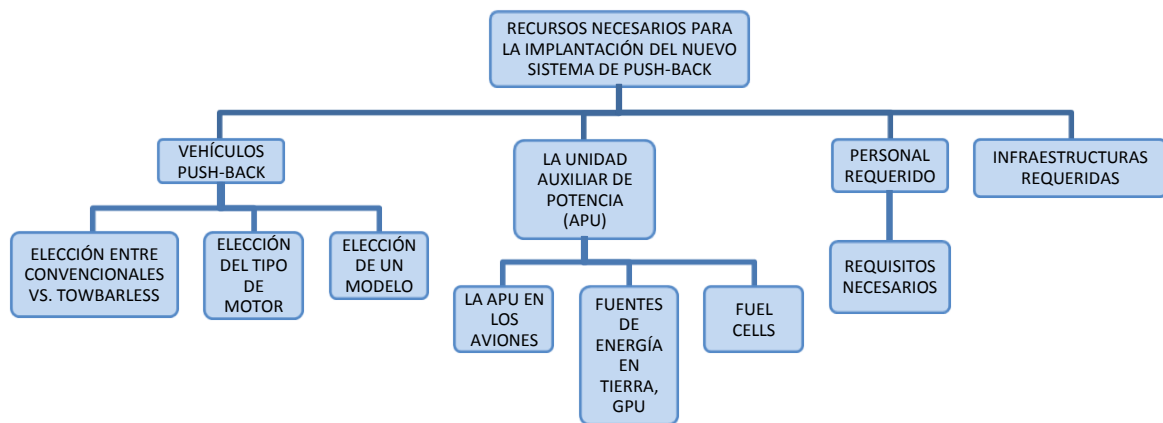 RECURSOS NECESARIOS PARA
LA IMPLANTACIÓN DEL NUEVO
SISTEMA DE PUSH-BACK
VEHÍCULOS
PUSH-BACK
LA UNIDAD
AUXILIAR DE
POTENCIA
(APU)
PERSONAL
REQUERIDO
INFRAESTRUCTURAS
REQUERIDAS
ELECCIÓN ENTRE
CONVENCIONALES
VS. TOWBARLESS
ELECCIÓN
DEL TIPO
DE
MOTOR
ELECCIÓN
DE UN
MODELO
LA APU EN
LOS
AVIONES
FUENTES
DE
ENERGÍA
EN
TIERRA,
GPU
FUEL
CELLS
REQUISITOS
NECESARIOS